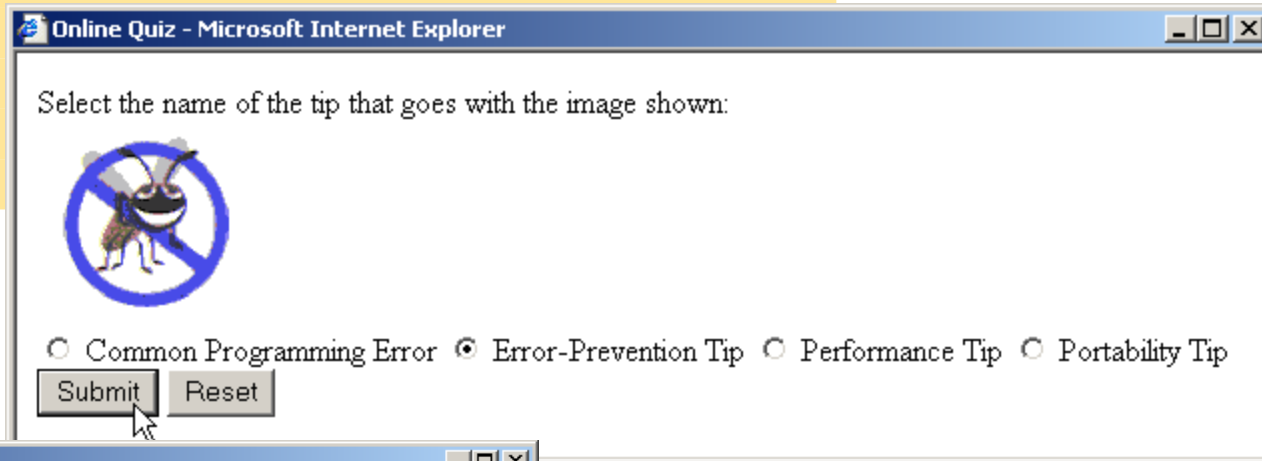 Online Quiz - Microsoft Internet Explorer
Select the name of the tip that goes with the image shown:
Common Programming Error Error-Prevention Tip Performance Tip Portability Tip
Submit Reset